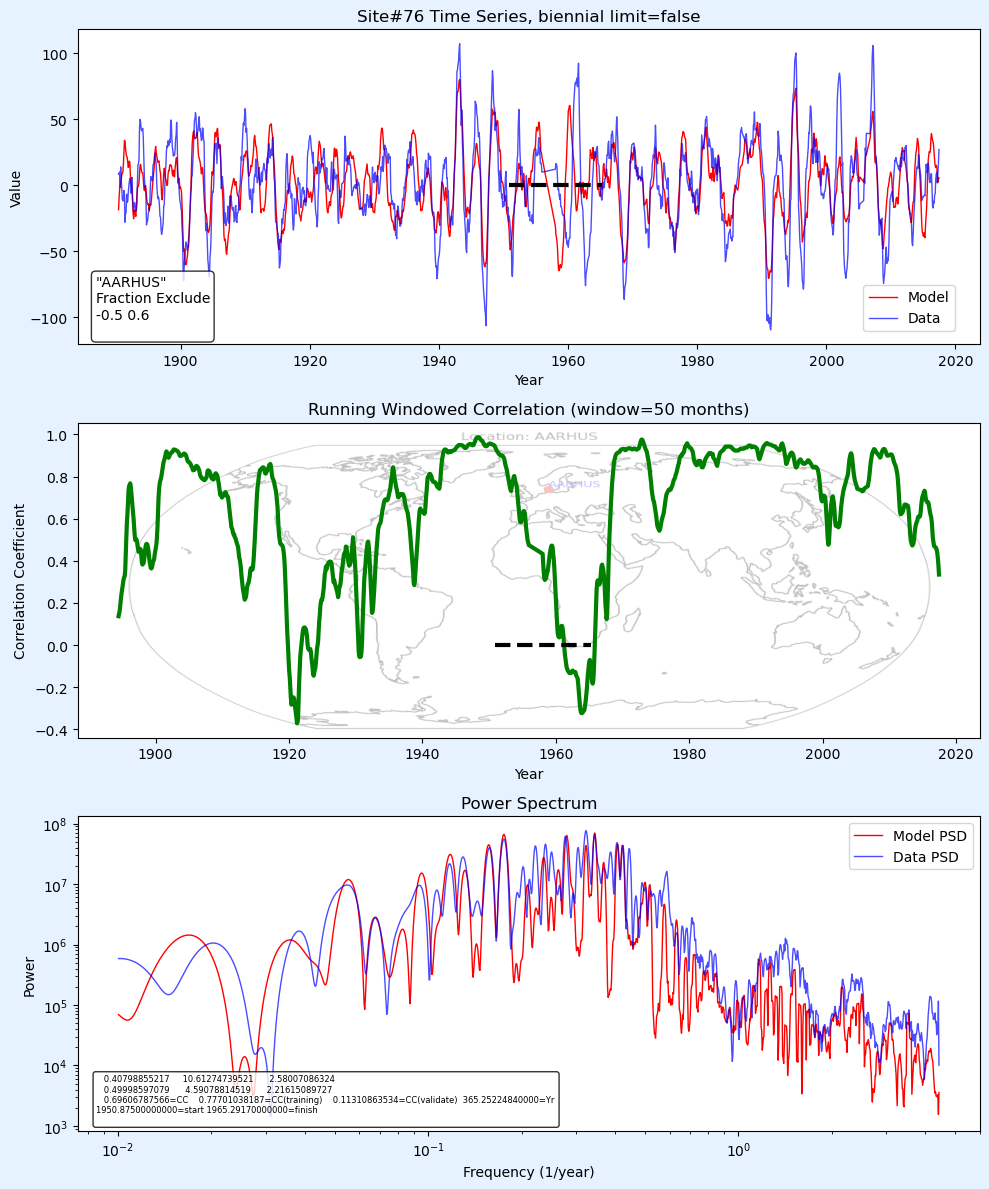 Site#76 Time Series, biennial limit=false
Value
100
50
0
−50
−100
"AARHUS"
Fraction Exclude
-0.5 0.6
Model
Data
1900 1920 1940 1960 1980 2000 2020
Year
Running Windowed Correlation (window=50 months)
Location: AARHUS
AARHUS
Correlation Coefficient
1.0
0.8
0.6
0.4
0.2
0.0
−0.2
−0.4
1900 1920 1940 1960 1980 2000 2020
Year
Power Spectrum
Model PSD
Data PSD
Power
10^8
10^7
10^6
10^5
10^4
10^3
0.40798855217 10.61274739521 2.58007086324
0.49998597079 4.59078814519 2.21615089727
0.69606787566=CC 0.77701038187=CC(training) 0.11310863534=CC(validate) 365.25224840000=Yr
1950.87500000000=start 1965.29170000000=finish
10^−2 10^−1 10^0
Frequency (1/year)